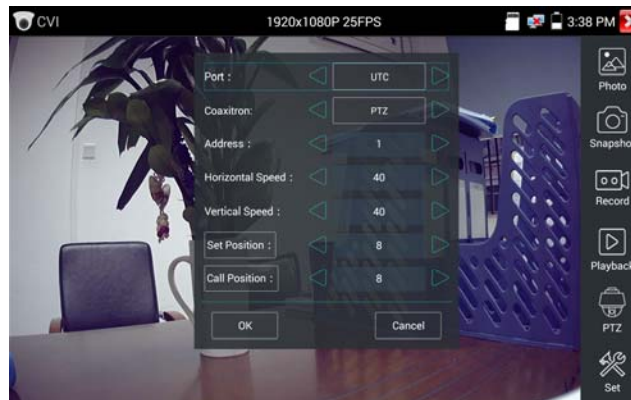 CVI 1920x1080P 25FPS 3:38 PM
Port : UTC
Coaxitron: PTZ
Address : 1
Horizontal Speed : 40
Vertical Speed : 40
Set Position : 8
Call Position : 8
OK Cancel
Photo
Snapsho
Record
Playback
PTZ
Set